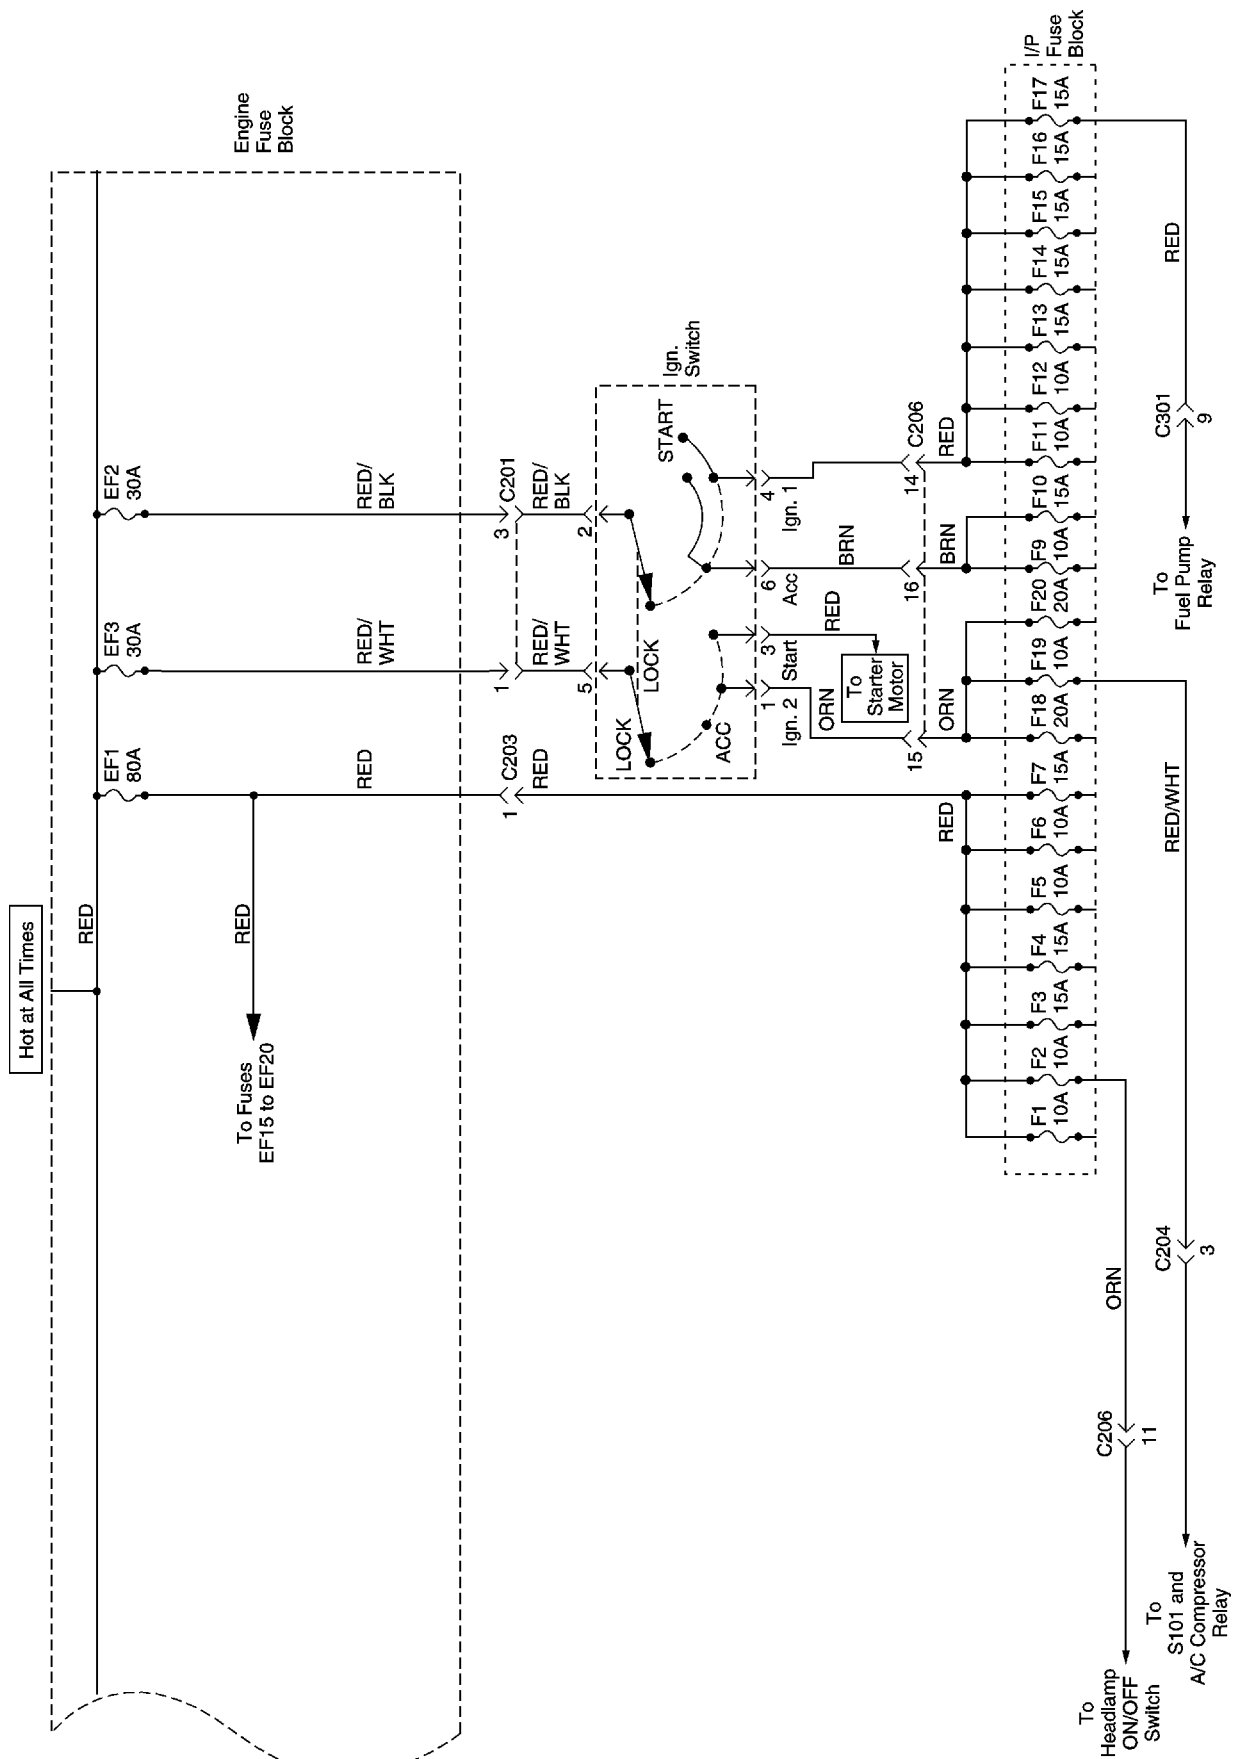 Hot at All Times
Engine
Fuse
Block
RED
EF1
80A
EF3
30A
EF2
30A
RED
To Fuses
EF15 to EF20
RED
RED/
WHT
RED/
BLK
1
C203
RED
1
RED/
WHT
3
C201
RED/
BLK
5
2
Ign.
Switch
LOCK
LOCK
ACC
START
1
Ign. 2
3
Start
6
Acc
4
Ign. 1
ORN
RED
To
Starter
Motor
BRN
15
16
14
C206
RED
ORN
BRN
RED
I/P
Fuse
Block
F1
10A
F2
10A
F3
15A
F4
15A
F5
10A
F6
10A
F7
15A
F18
20A
F19
10A
F20
20A
F9
10A
F10
15A
F11
10A
F12
10A
F13
15A
F14
15A
F15
15A
F16
15A
F17
15A
To
Headlamp
ON/OFF
Switch
C206
11
ORN
To
S101 and
A/C Compressor
Relay
C204
3
RED/WHT
To
Fuel Pump
Relay
C301
9
RED